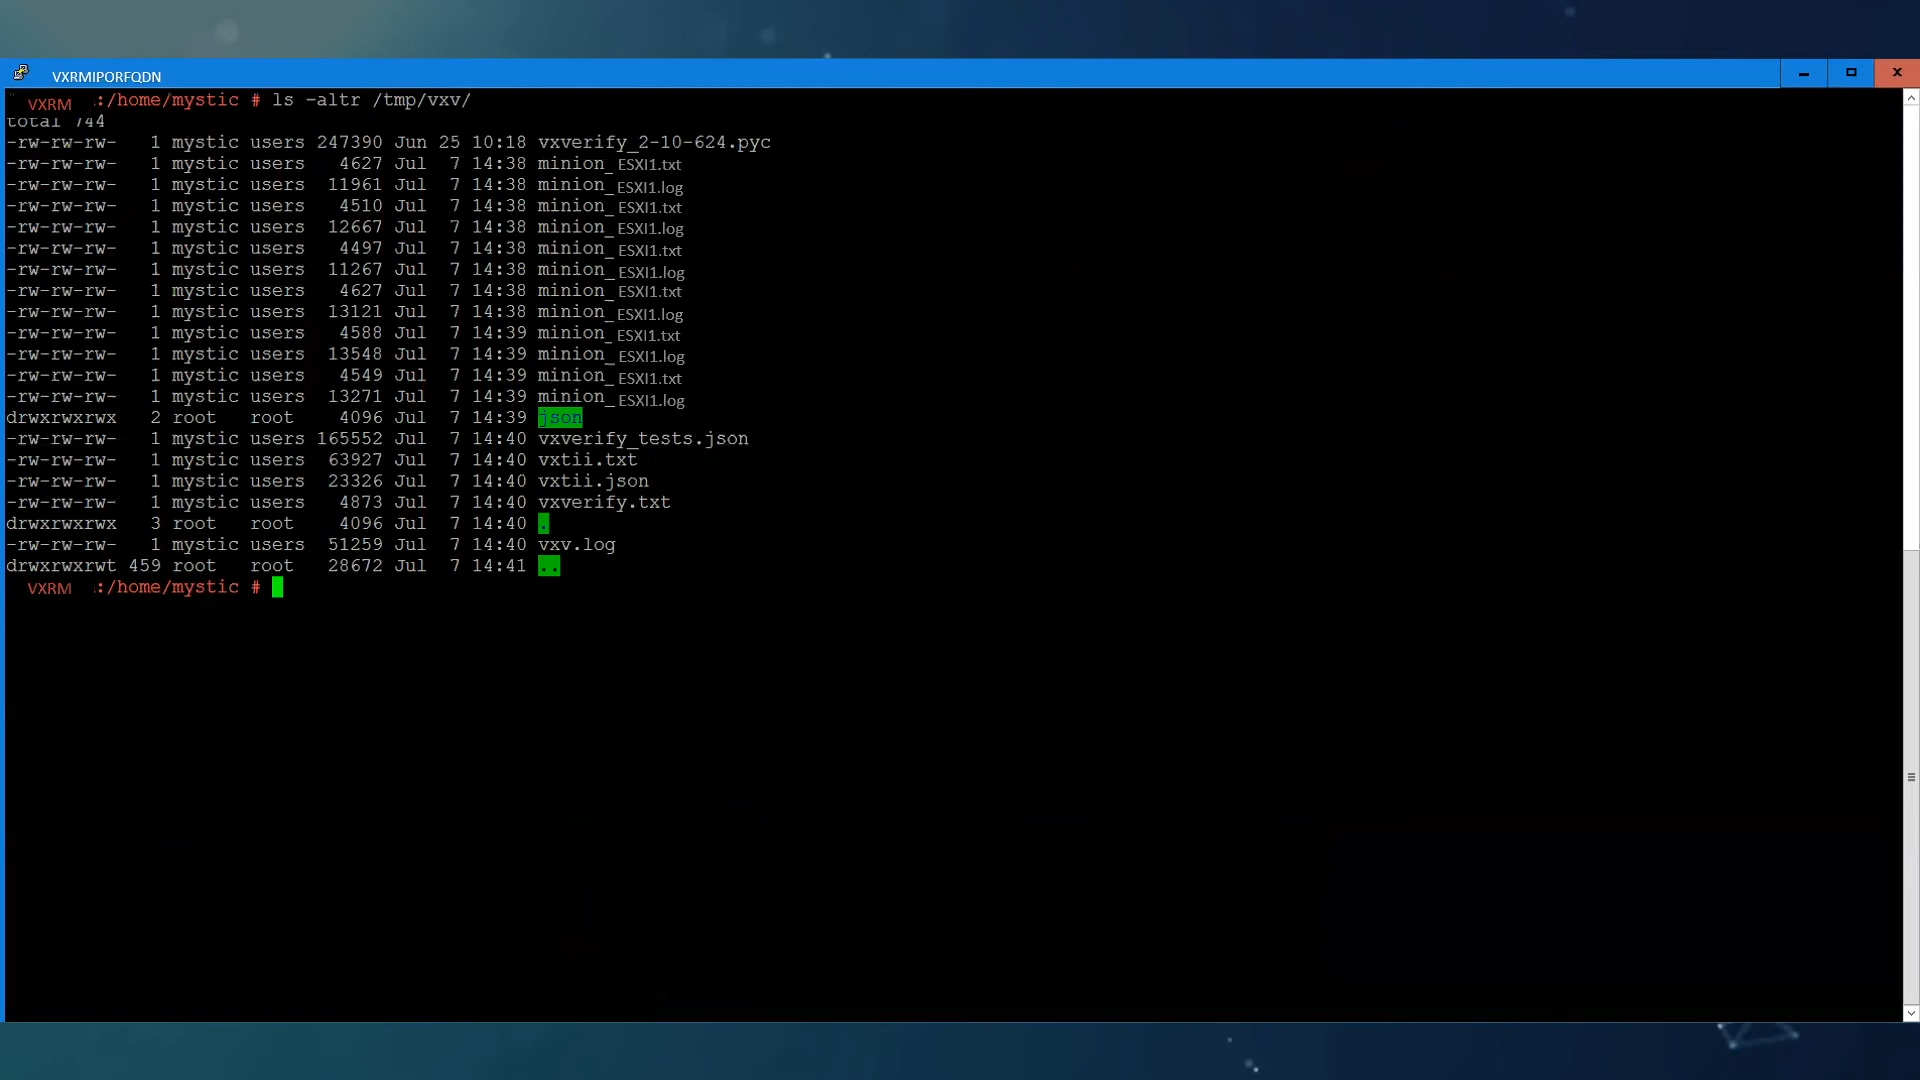 VXRMIPORFQDN
VXRM :/home/mystic # ls -altr /tmp/vxv/
total 744
-rw-rw-rw- 1 mystic users 247390 Jun 25 10:18 vxverify_2-10-624.pyc
-rw-rw-rw- 1 mystic users 4627 Jul 7 14:38 minion_ESXI1.txt
-rw-rw-rw- 1 mystic users 11961 Jul 7 14:38 minion_ESXI1.log
-rw-rw-rw- 1 mystic users 4510 Jul 7 14:38 minion_ESXI1.txt
-rw-rw-rw- 1 mystic users 12667 Jul 7 14:38 minion_ESXI1.log
-rw-rw-rw- 1 mystic users 4497 Jul 7 14:38 minion_ESXI1.txt
-rw-rw-rw- 1 mystic users 11267 Jul 7 14:38 minion_ESXI1.log
-rw-rw-rw- 1 mystic users 4627 Jul 7 14:38 minion_ESXI1.txt
-rw-rw-rw- 1 mystic users 13121 Jul 7 14:38 minion_ESXI1.log
-rw-rw-rw- 1 mystic users 4588 Jul 7 14:39 minion_ESXI1.txt
-rw-rw-rw- 1 mystic users 13548 Jul 7 14:39 minion_ESXI1.log
-rw-rw-rw- 1 mystic users 4549 Jul 7 14:39 minion_ESXI1.txt
-rw-rw-rw- 1 mystic users 13271 Jul 7 14:39 minion_ESXI1.log
drwxrwxrwx 2 root root 4096 Jul 7 14:39 json
-rw-rw-rw- 1 mystic users 165552 Jul 7 14:40 vxverify_tests.json
-rw-rw-rw- 1 mystic users 63927 Jul 7 14:40 vxtii.txt
-rw-rw-rw- 1 mystic users 23326 Jul 7 14:40 vxtii.json
-rw-rw-rw- 1 mystic users 4873 Jul 7 14:40 vxverify.txt
drwxrwxrwx 3 root root 4096 Jul 7 14:40 .
-rw-rw-rw- 1 mystic users 51259 Jul 7 14:40 vxv.log
drwxrwxrwt 459 root root 28672 Jul 7 14:41 ..
VXRM :/home/mystic #